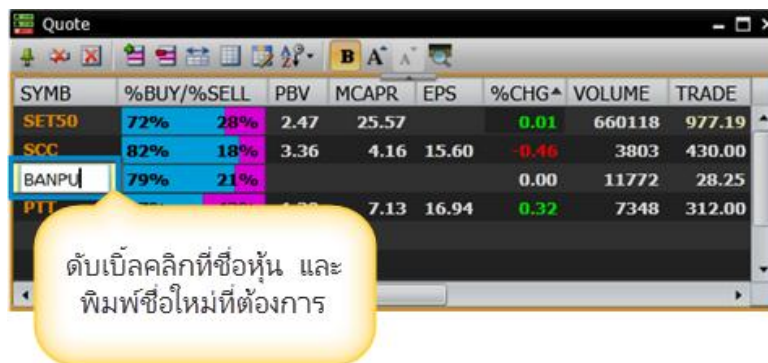 Quote
B A A
SYMB %BUY/%SELL PBV MCAPR EPS %CHG VOLUME TRADE
SET50 72% 28% 2.47 25.57 0.01 660118 977.19
SCC 82% 18% 3.36 4.16 15.60 -0.46 3803 430.00
BANPU 79% 21% 0.00 11772 28.25
PTT 7.13 16.94 0.32 7348 312.00
ดับเบิ้ลคลิกที่ชื่อหุ้น และ
พิมพ์ชื่อใหม่ที่ต้องการ